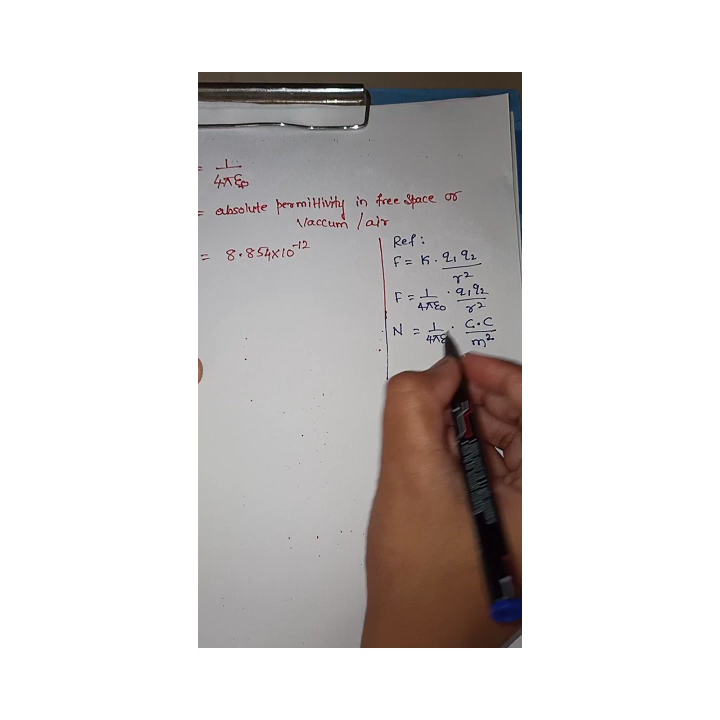 = 1/4πε0
= absolute permittivity in free space or
Vaccum / air
= 8.854×10⁻¹²
Ref:
F = K · q₁q₂/r²
F = 1/4πε₀ · q₁q₂/r²
N = 1/4πε · C·C/m²